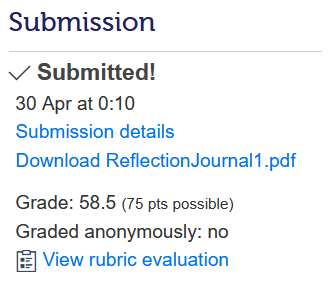 Submission
Submitted!
30 Apr at 0:10
Submission details
Download ReflectionJournal1.pdf
Grade: 58.5 (75 pts possible)
Graded anonymously: no
View rubric evaluation